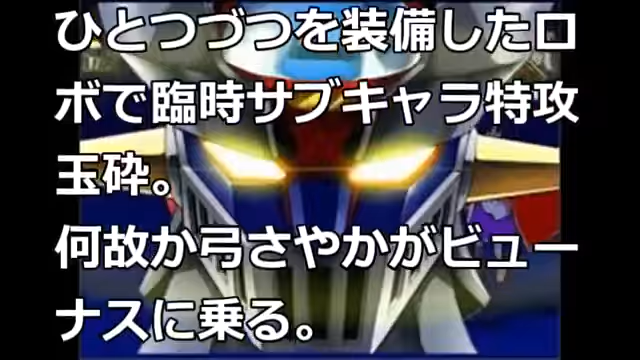 ひとつづつを装備したロ
ボで臨時サブキャラ特攻
玉砕。
何故か弓さやかがビュー
ナスに乗る。